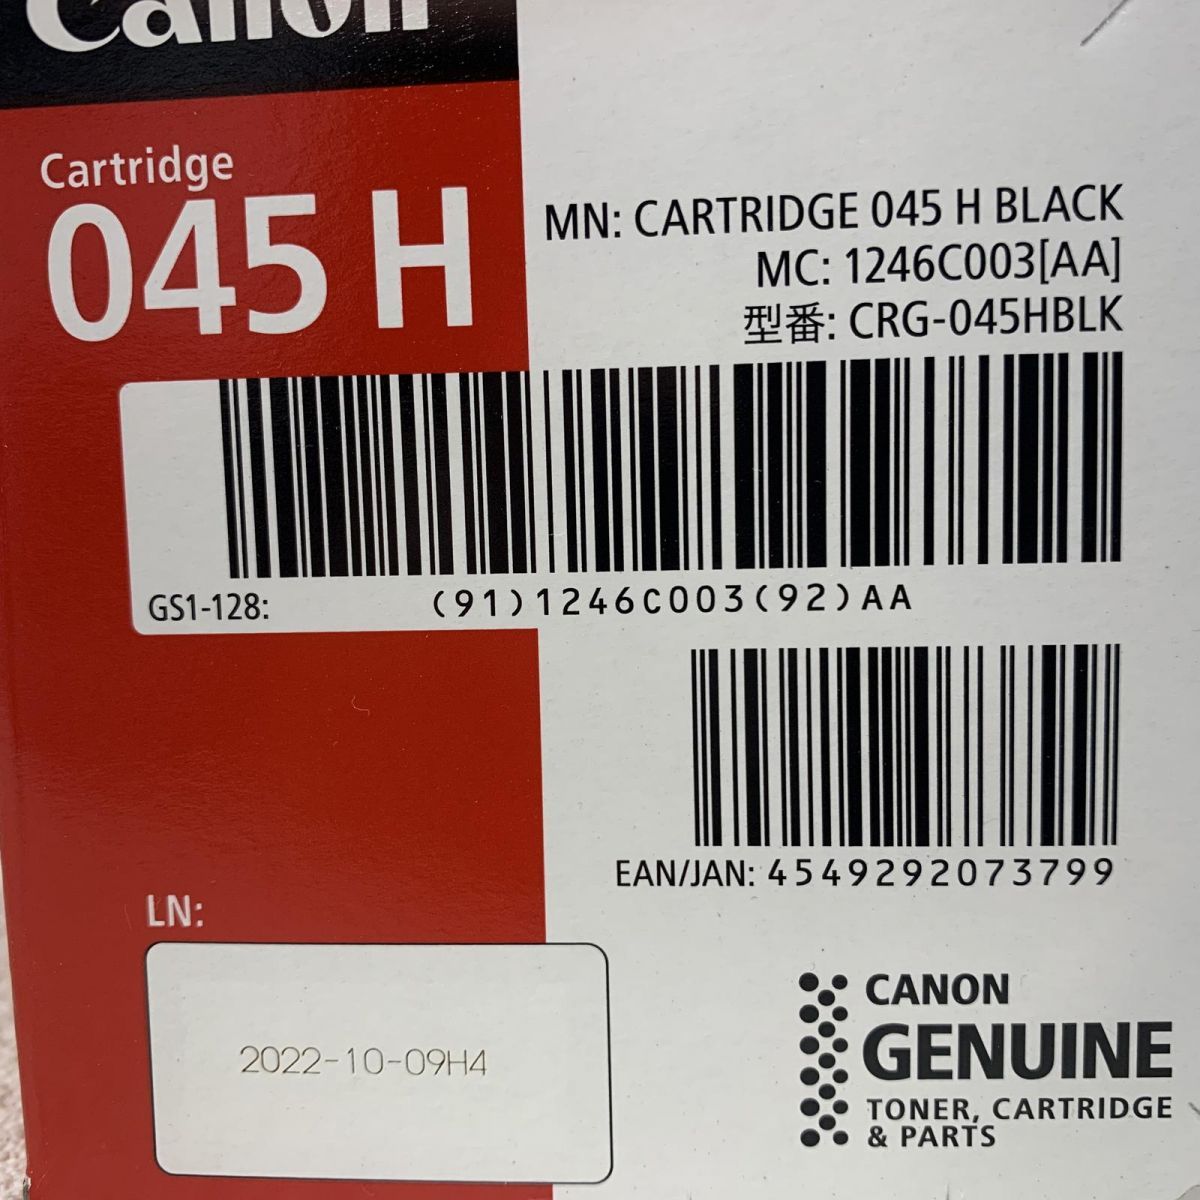 Canon
Cartridge
045 H
MN: CARTRIDGE 045 H BLACK
MC: 1246C003[AA]
型番: CRG-045HBLK
GS1-128: (91)1246C003(92)AA
EAN/JAN: 4549292073799
LN:
2022-10-09H4
CANON
GENUINE
TONER, CARTRIDGE
& PARTS